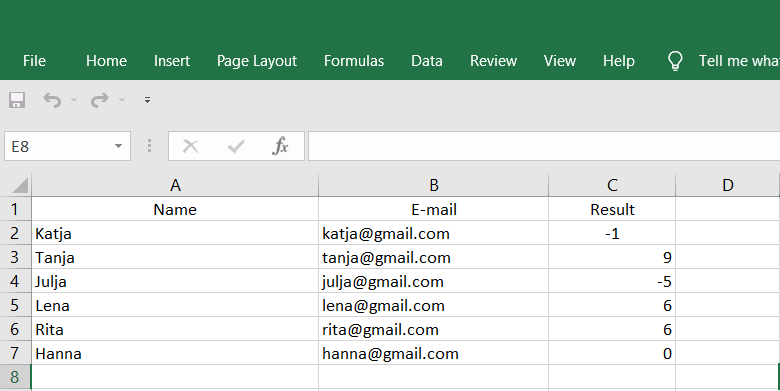 File Home Insert Page Layout Formulas Data Review View Help Tell me wha
E8 fx
A B C D
1 Name E-mail Result
2 Katja katja@gmail.com -1
3 Tanja tanja@gmail.com 9
4 Julja julja@gmail.com -5
5 Lena lena@gmail.com 6
6 Rita rita@gmail.com 6
7 Hanna hanna@gmail.com 0
8